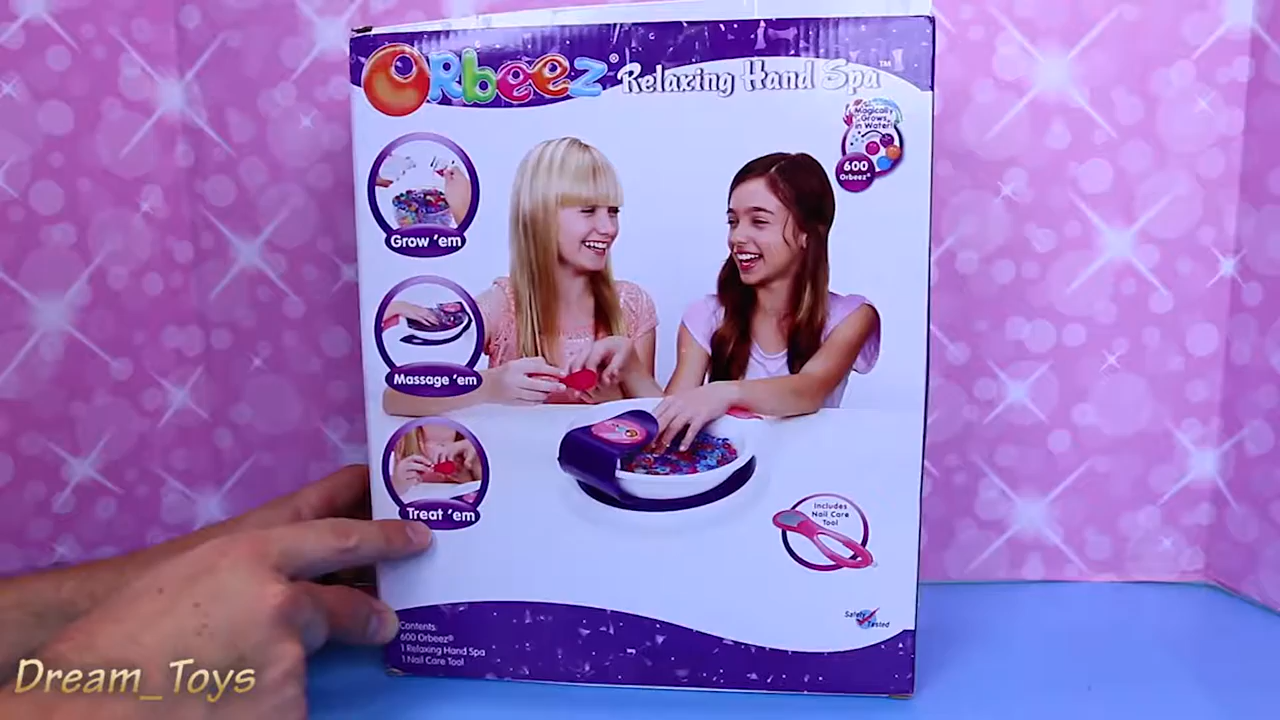 Orbeez® Relaxing Hand Spa™
Magically
Grows
in Water!
600
Orbeez®
Grow 'em
Massage 'em
Treat 'em
Includes
Nail Care
Tool
Safety
Tested
Contents:
600 Orbeez®
1 Relaxing Hand Spa
1 Nail Care Tool
Dream_Toys